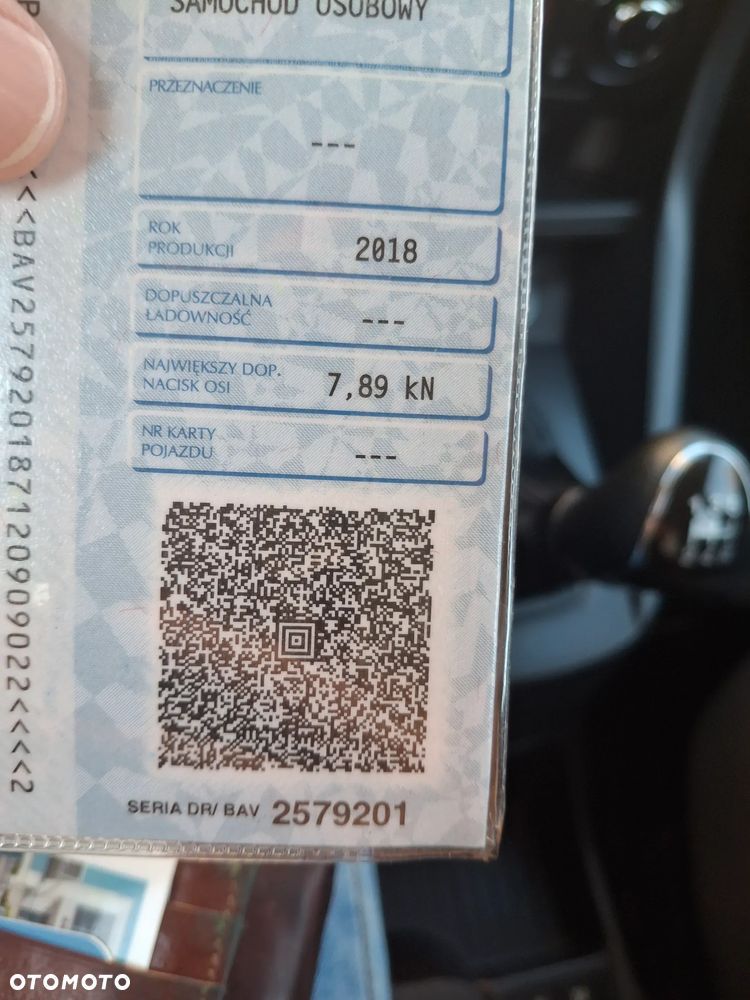 SAMOCHÓD OSOBOWY
PRZEZNACZENIE
---
ROK
PRODUKCJI
2018
DOPUSZCZALNA
ŁADOWNOŚĆ
---
NAJWIĘKSZY DOP.
NACISK OSI
7,89 kN
NR KARTY
POJAZDU
---
SERIA DR/ BAV 2579201
<<BAV257920187120909022<<<<2
OTOMOTO